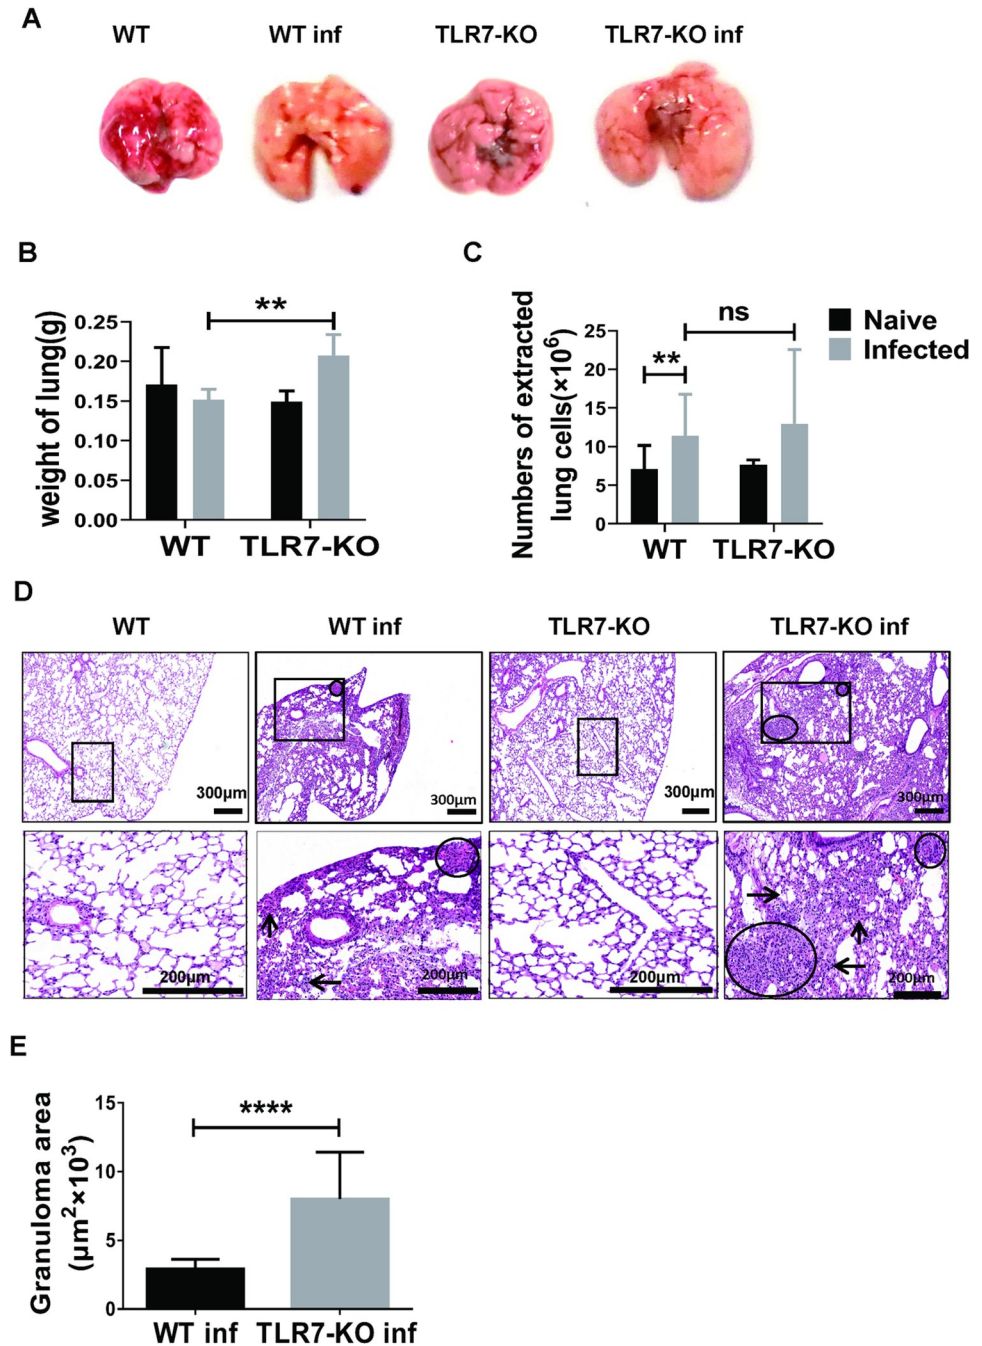 A
WT WT inf TLR7-KO TLR7-KO inf
B
weight of lung(g)
0.25
0.20
0.15
0.10
0.05
0.00
**
WT TLR7-KO
C
Numbers of extracted
lung cells(×10⁶)
25
20
15
10
5
0
**
ns
WT TLR7-KO
Naive
Infected
D
WT WT inf TLR7-KO TLR7-KO inf
300μm 300μm 300μm 300μm
200μm 200μm 200μm 200μm
E
Granuloma area
(μm²×10³)
15
10
5
0
****
WT inf TLR7-KO inf